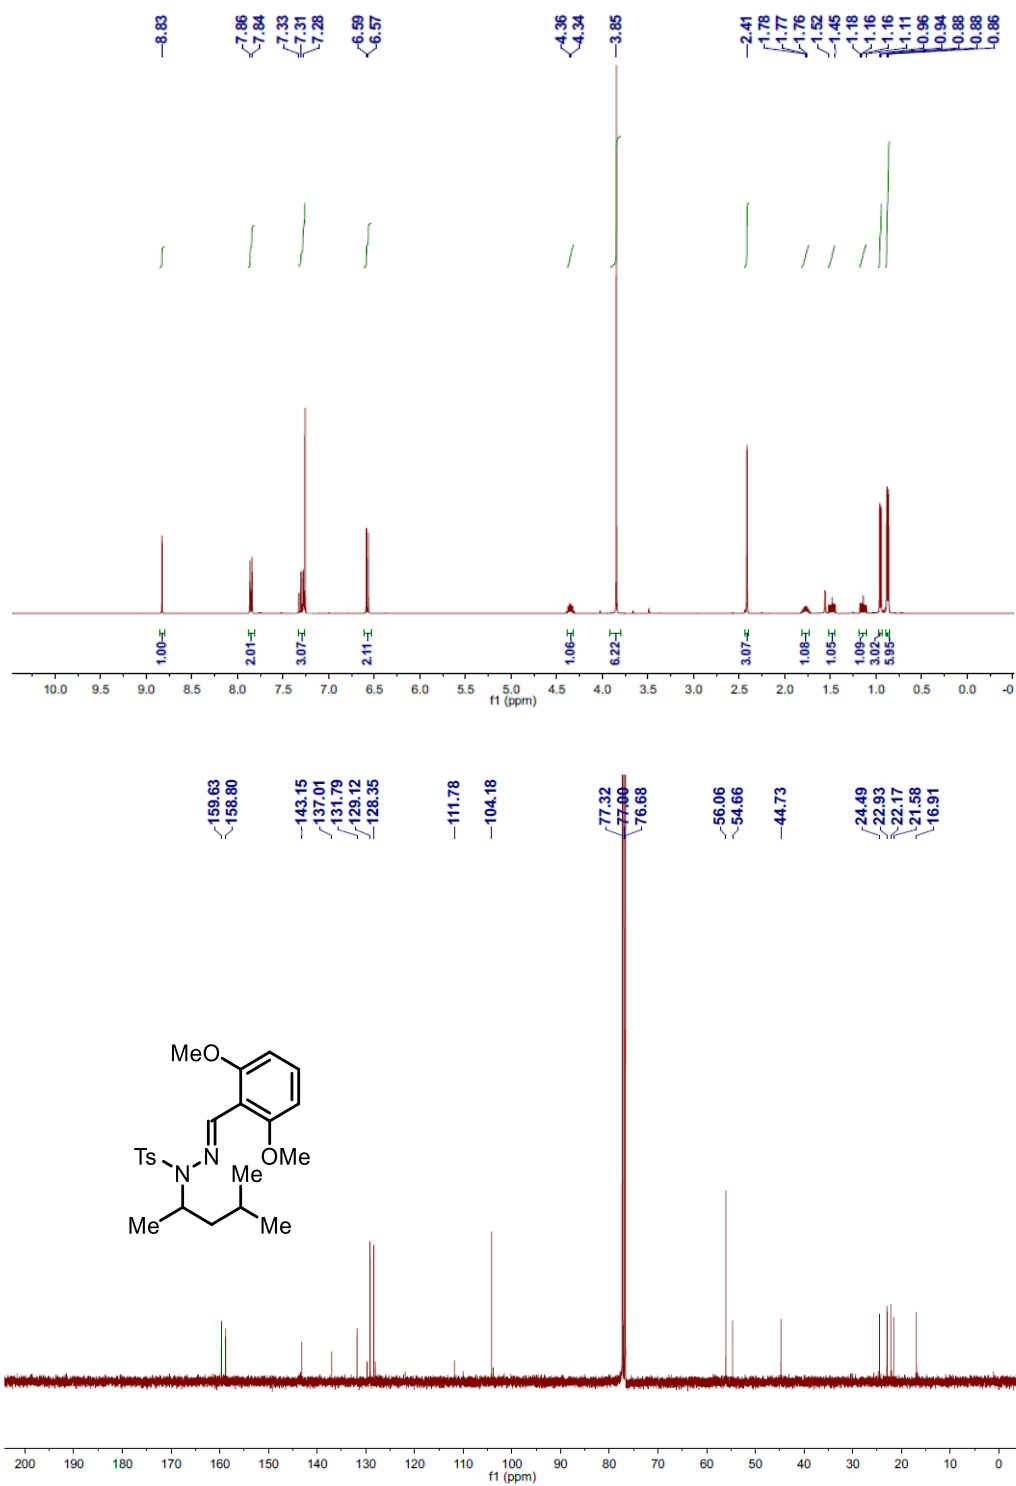 8.83 7.86 7.84 7.33 7.31 7.28 6.59 6.57 4.36 4.34 3.85 2.41 1.78 1.77 1.76 1.52 1.45 1.18 1.16 1.16 1.11 0.96 0.94 0.88 0.88 0.86
1.00 2.01 3.07 2.11 1.06 6.22 3.07 1.08 1.05 1.09 3.02 5.95
10.0 9.5 9.0 8.5 8.0 7.5 7.0 6.5 6.0 5.5 5.0 4.5 4.0 3.5 3.0 2.5 2.0 1.5 1.0 0.5 0.0 -0
f1 (ppm)
159.63 158.80 143.15 137.01 131.79 129.12 128.35 111.78 104.18 77.32 77.00 76.68 56.06 54.66 44.73 24.49 22.93 22.17 21.58 16.91
MeO
Ts N OMe
N Me
Me Me
200 190 180 170 160 150 140 130 120 110 100 90 80 70 60 50 40 30 20 10 0
f1 (ppm)